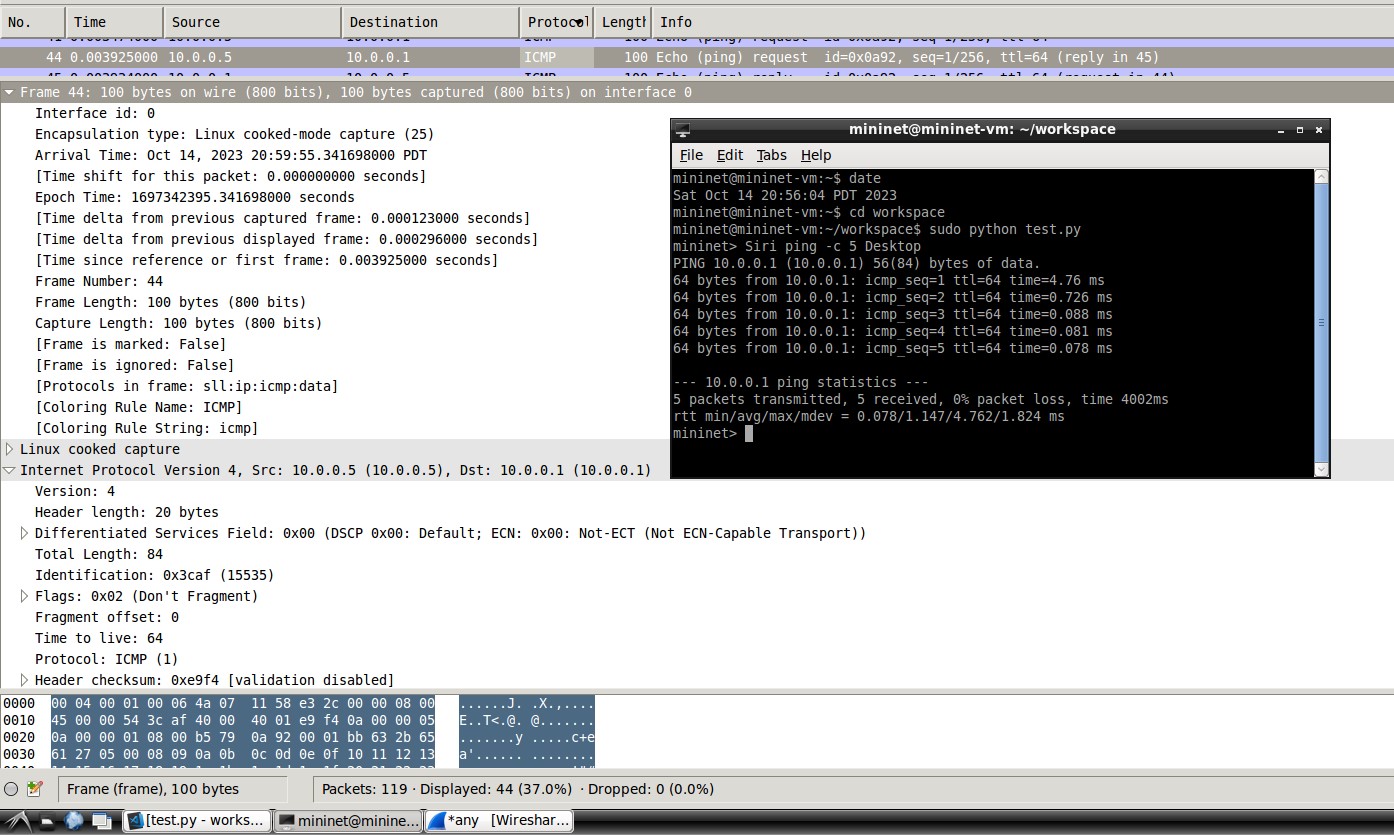 No. Time Source Destination Protocol Length Info
44 0.003925000 10.0.0.5 10.0.0.1 ICMP 100 Echo (ping) request id=0x0a92, seq=1/256, ttl=64 (reply in 45)
45 0.003934000 10.0.0.1 10.0.0.5 ICMP 100 Echo (ping) reply id=0x0a92, seq=1/256, ttl=64 (request in 44)
Frame 44: 100 bytes on wire (800 bits), 100 bytes captured (800 bits) on interface 0
Interface id: 0
Encapsulation type: Linux cooked-mode capture (25)
Arrival Time: Oct 14, 2023 20:59:55.341698000 PDT
[Time shift for this packet: 0.000000000 seconds]
Epoch Time: 1697342395.341698000 seconds
[Time delta from previous captured frame: 0.000123000 seconds]
[Time delta from previous displayed frame: 0.000296000 seconds]
[Time since reference or first frame: 0.003925000 seconds]
Frame Number: 44
Frame Length: 100 bytes (800 bits)
Capture Length: 100 bytes (800 bits)
[Frame is marked: False]
[Frame is ignored: False]
[Protocols in frame: sll:ip:icmp:data]
[Coloring Rule Name: ICMP]
[Coloring Rule String: icmp]
Linux cooked capture
Internet Protocol Version 4, Src: 10.0.0.5 (10.0.0.5), Dst: 10.0.0.1 (10.0.0.1)
Version: 4
Header length: 20 bytes
Differentiated Services Field: 0x00 (DSCP 0x00: Default; ECN: 0x00: Not-ECT (Not ECN-Capable Transport))
Total Length: 84
Identification: 0x3caf (15535)
Flags: 0x02 (Don't Fragment)
Fragment offset: 0
Time to live: 64
Protocol: ICMP (1)
Header checksum: 0xe9f4 [validation disabled]
mininet@mininet-vm: ~/workspace
File Edit Tabs Help
mininet@mininet-vm:~$ date
Sat Oct 14 20:56:04 PDT 2023
mininet@mininet-vm:~$ cd workspace
mininet@mininet-vm:~/workspace$ sudo python test.py
mininet> Siri ping -c 5 Desktop
PING 10.0.0.1 (10.0.0.1) 56(84) bytes of data.
64 bytes from 10.0.0.1: icmp_seq=1 ttl=64 time=4.76 ms
64 bytes from 10.0.0.1: icmp_seq=2 ttl=64 time=0.726 ms
64 bytes from 10.0.0.1: icmp_seq=3 ttl=64 time=0.088 ms
64 bytes from 10.0.0.1: icmp_seq=4 ttl=64 time=0.081 ms
64 bytes from 10.0.0.1: icmp_seq=5 ttl=64 time=0.078 ms
--- 10.0.0.1 ping statistics ---
5 packets transmitted, 5 received, 0% packet loss, time 4002ms
rtt min/avg/max/mdev = 0.078/1.147/4.762/1.824 ms
mininet>
0000 00 04 00 01 00 06 4a 07 11 58 e3 2c 00 00 08 00 ......J. .X.,....
0010 45 00 00 54 3c af 40 00 40 01 e9 f4 0a 00 00 05 E..T<.@. @.......
0020 0a 00 00 01 08 00 b5 79 0a 92 00 01 bb 63 2b 65 .......y .....c+e
0030 61 27 05 00 08 09 0a 0b 0c 0d 0e 0f 10 11 12 13 a'...... ........
Frame (frame), 100 bytes
Packets: 119 · Displayed: 44 (37.0%) · Dropped: 0 (0.0%)
[test.py - works...
mininet@minine...
*any [Wireshar...